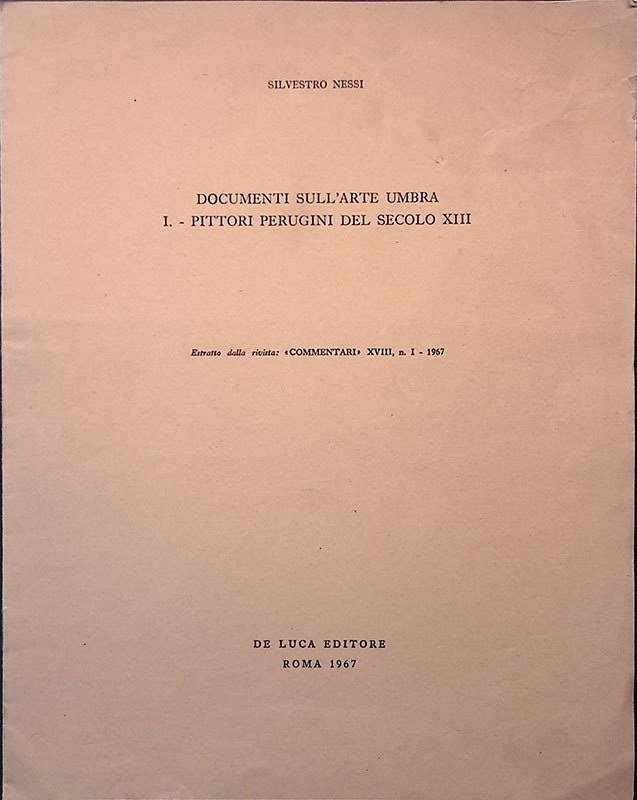 SILVESTRO NESSI
DOCUMENTI SULL'ARTE UMBRA
I. - PITTORI PERUGINI DEL SECOLO XIII
Estratto dalla rivista: «COMMENTARI» XVIII, n. I - 1967
DE LUCA EDITORE
ROMA 1967